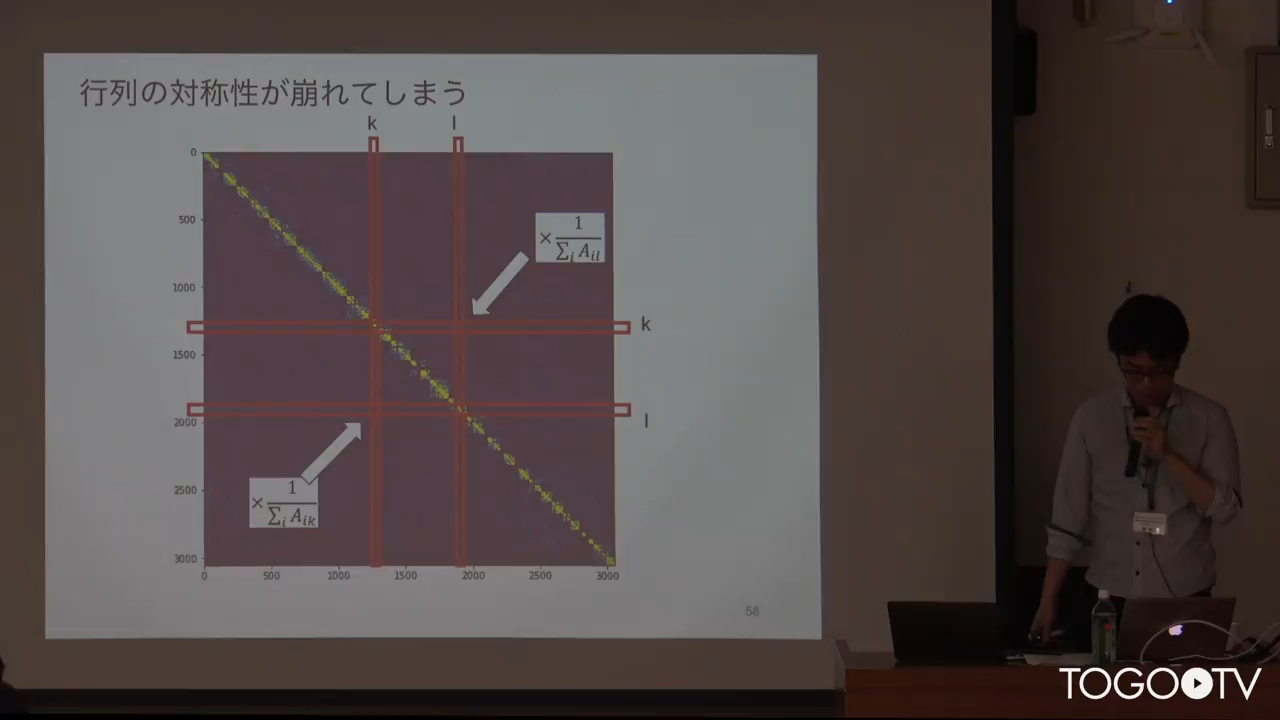 行列の対称性が崩れてしまう
k l
0
500
1000
1500
2000
2500
3000
× 1/∑ᵢ Aᵢₗ
k
l
× 1/∑ᵢ Aᵢₖ
0 500 1000 1500 2000 2500 3000
58
TOGOTV